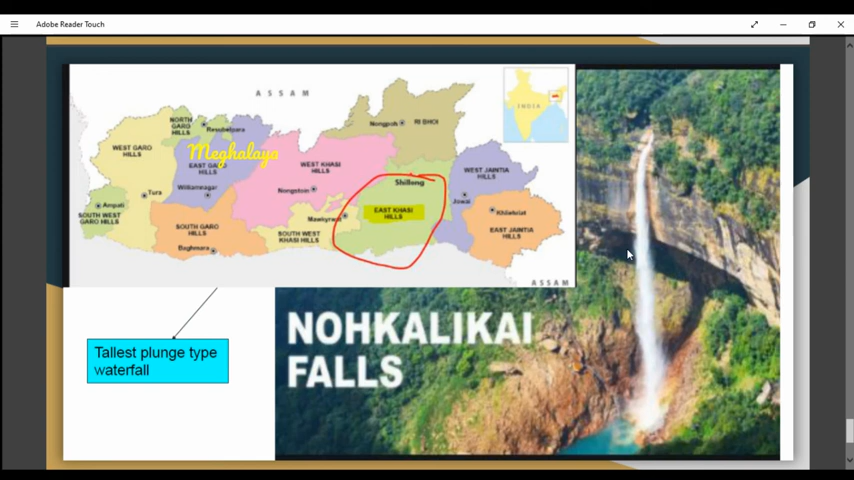 Adobe Reader Touch
A S S A M
INDIA
NORTH
GARO
HILLS
Resubelpara
Nongpoh
RI BHOI
WEST GARO
HILLS
Meghalaya
EAST GARO
HILLS
WEST KHASI
HILLS
WEST JAINTIA
HILLS
Shillong
Williamnagar
Tura
Nongstoin
Jowai
Ampati
SOUTH WEST
GARO HILLS
Mawkyrwat
EAST KHASI
HILLS
Khliehriat
SOUTH GARO
HILLS
SOUTH WEST
KHASI HILLS
EAST JAINTIA
HILLS
Baghmara
A S S A M
NOHKALIKAI
FALLS
Tallest plunge type
waterfall